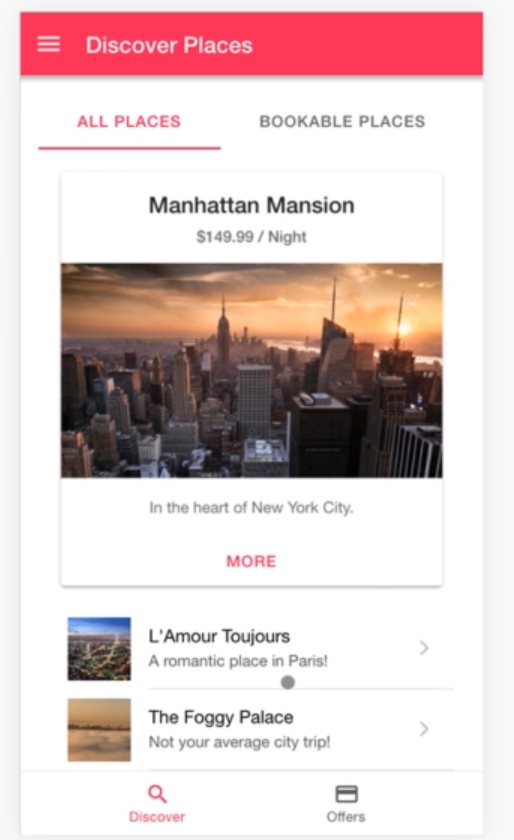 Discover Places
ALL PLACES
BOOKABLE PLACES
Manhattan Mansion
$149.99 / Night
In the heart of New York City.
MORE
L'Amour Toujours
A romantic place in Paris!
The Foggy Palace
Not your average city trip!
Discover
Offers